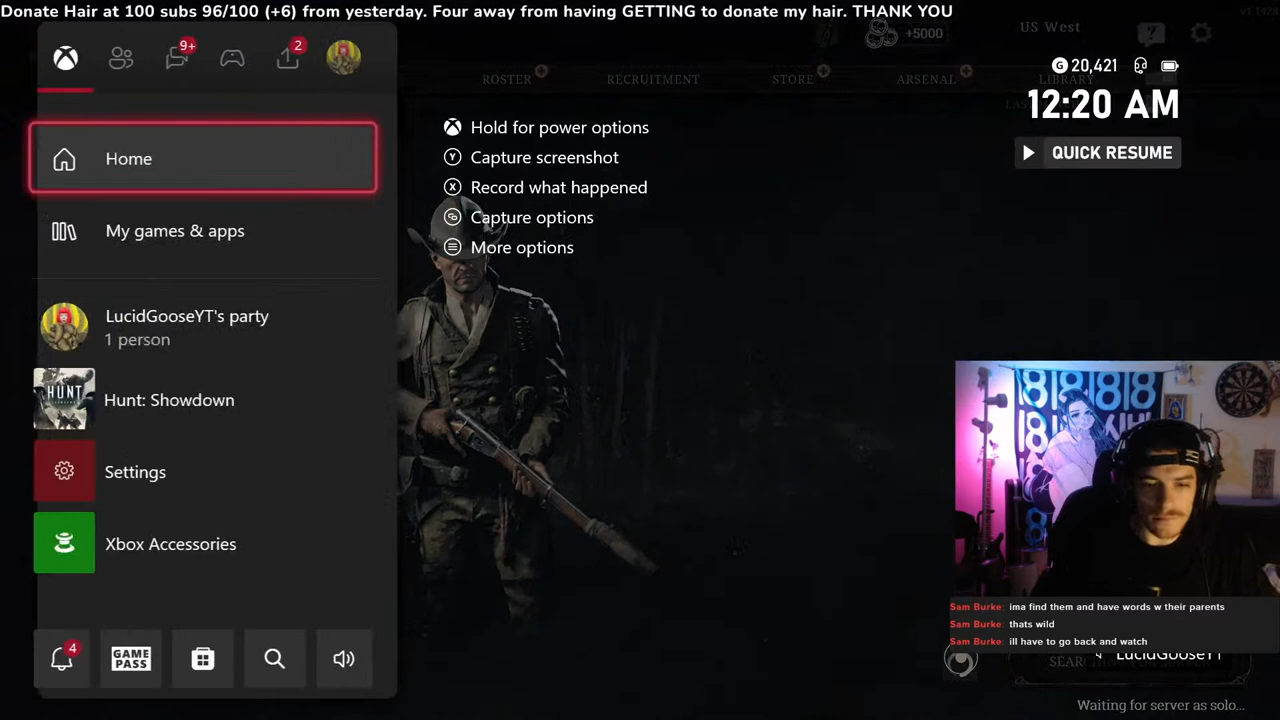 Donate Hair at 100 subs 96/100 (+6) from yesterday. Four away from having GETTING to donate my hair. THANK YOU
9+
2
+5000
US West
?
ROSTER
RECRUITMENT
STORE
ARSENAL
LIBRARY
G 20,421
12:20 AM
QUICK RESUME
Home
My games & apps
LucidGooseYT's party
1 person
HUNT
Hunt: Showdown
Settings
Xbox Accessories
4
GAME
PASS
Hold for power options
Y Capture screenshot
X Record what happened
Capture options
More options
Sam Burke: ima find them and have words w their parents
Sam Burke: thats wild
Sam Burke: ill have to go back and watch
LucidGooseYT
Waiting for server as solo...